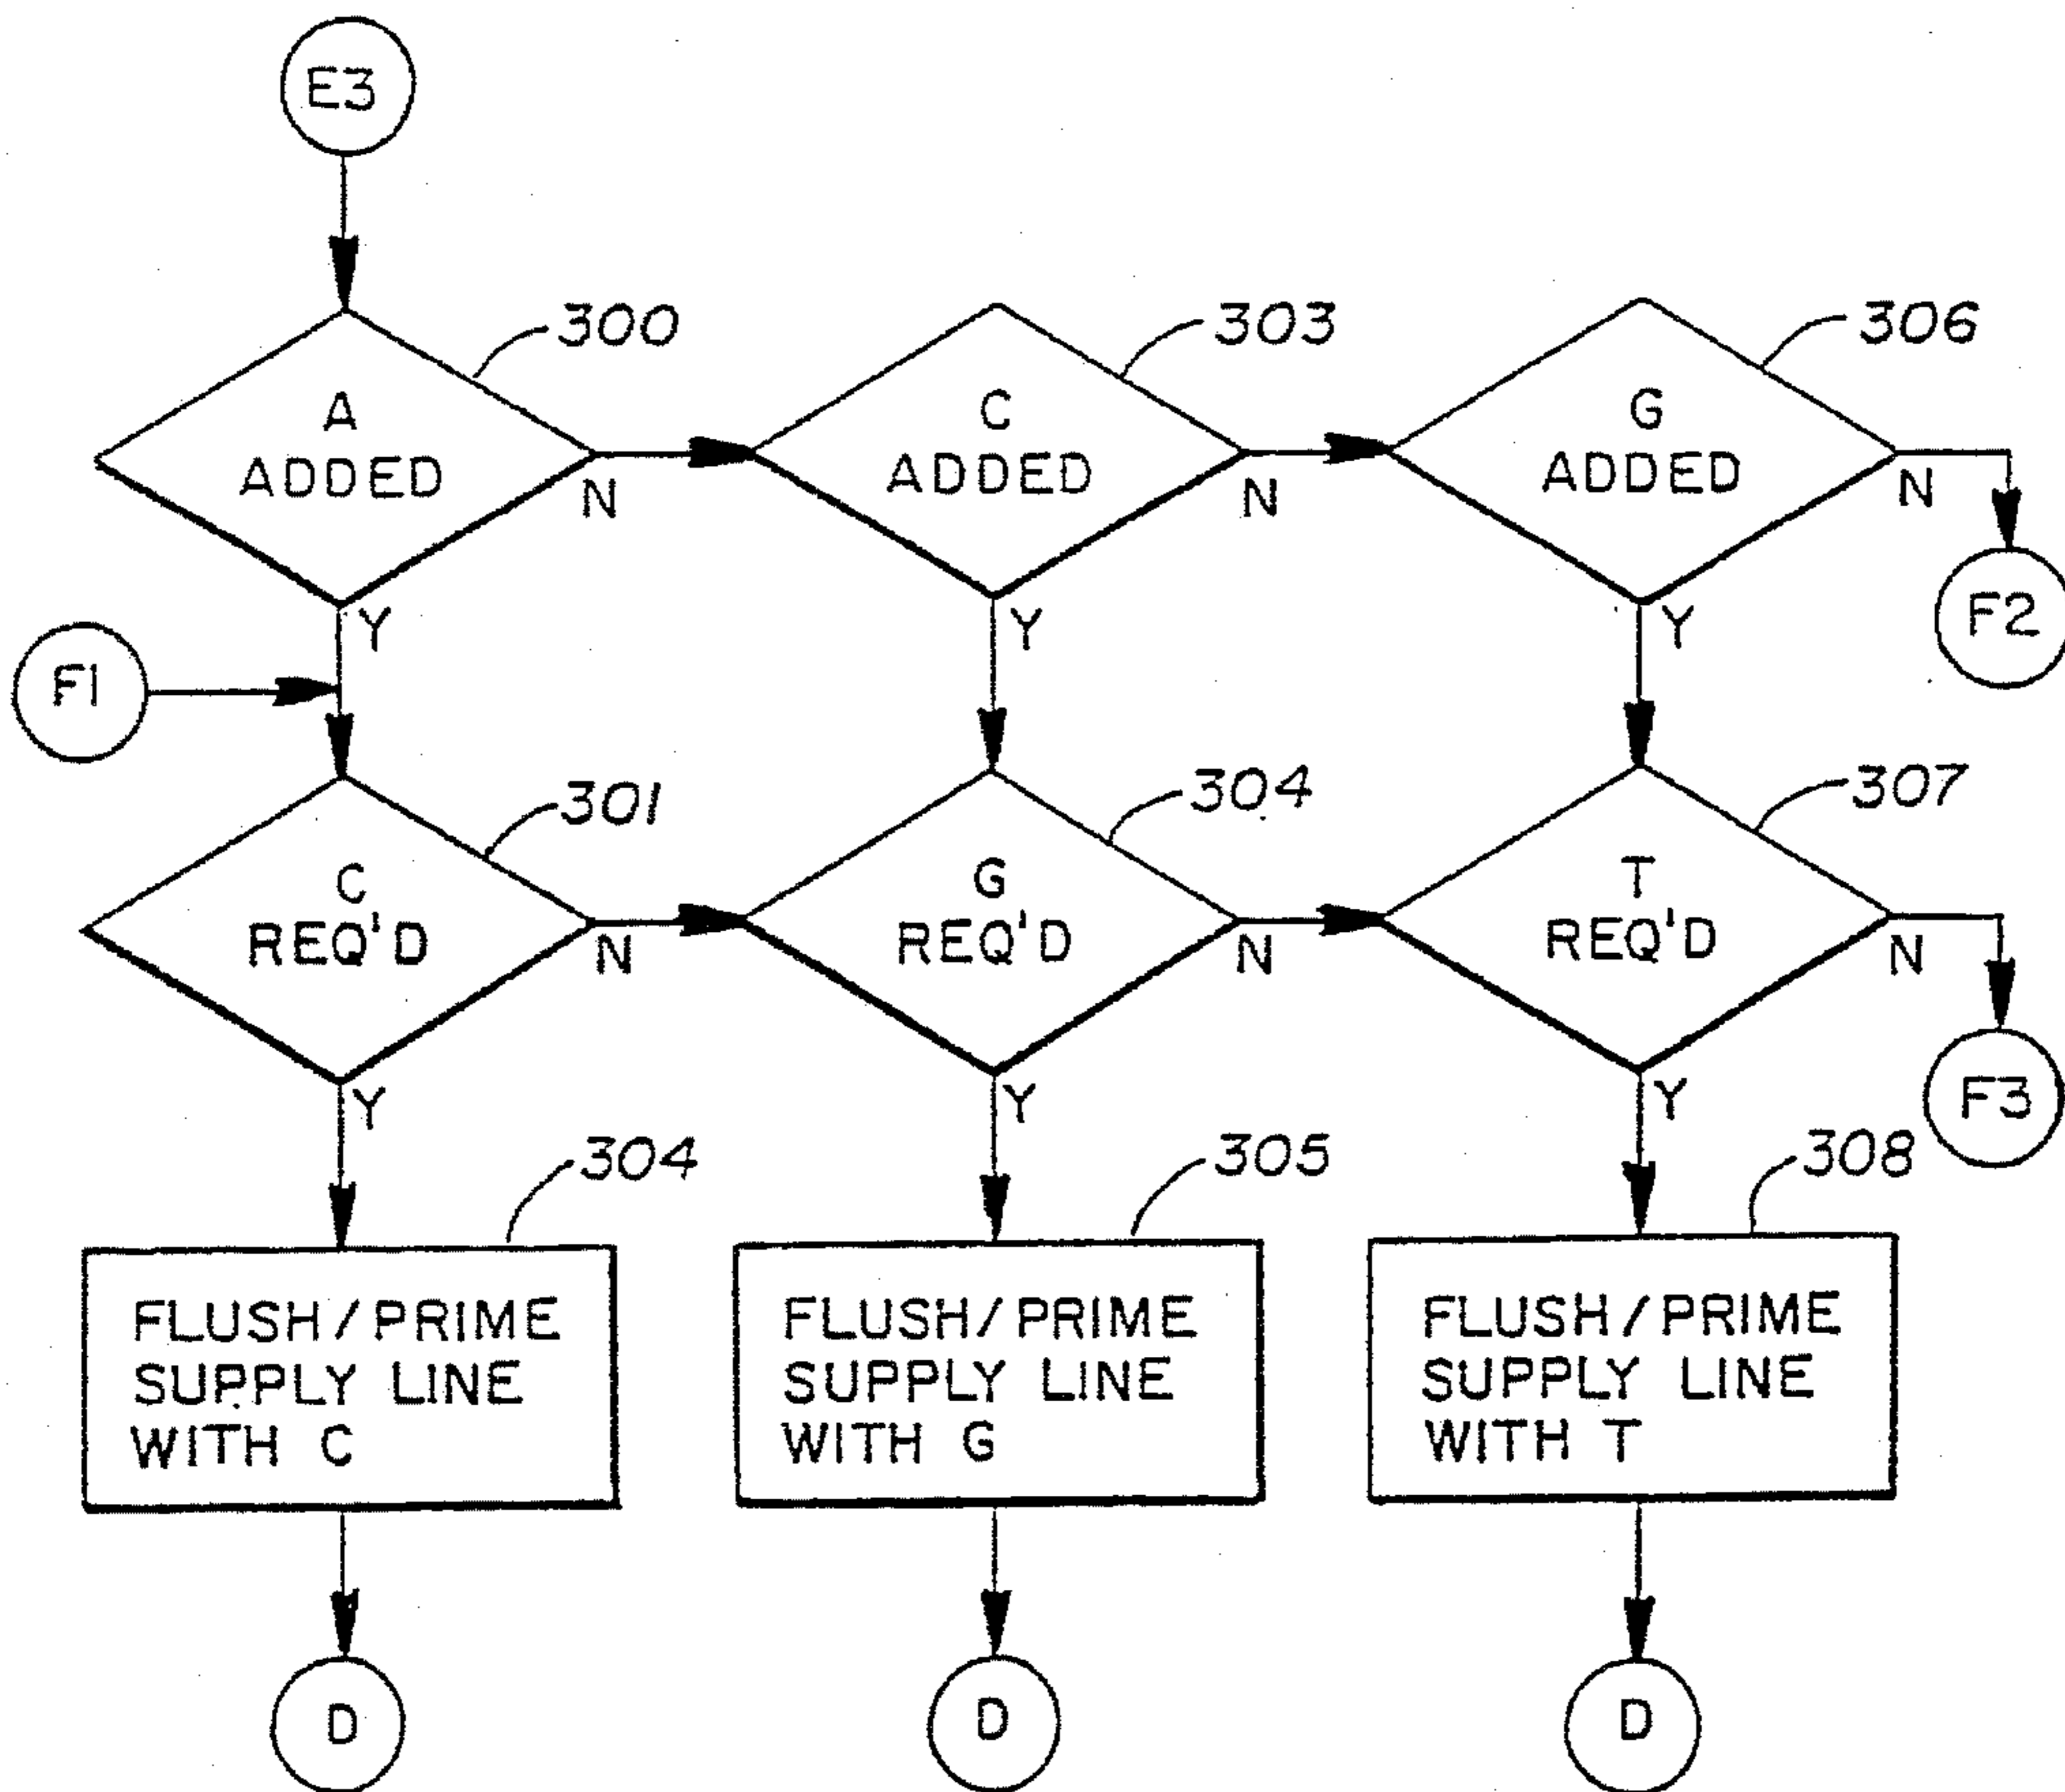 E3
300
303
306
A
ADDED
N
Y
C
ADDED
N
Y
G
ADDED
N
Y
F2
F1
301
304
307
C
REQ'D
N
Y
G
REQ'D
N
Y
T
REQ'D
N
Y
F3
304
305
308
FLUSH/PRIME
SUPPLY LINE
WITH C
FLUSH/PRIME
SUPPLY LINE
WITH G
FLUSH/PRIME
SUPPLY LINE
WITH T
D
D
D